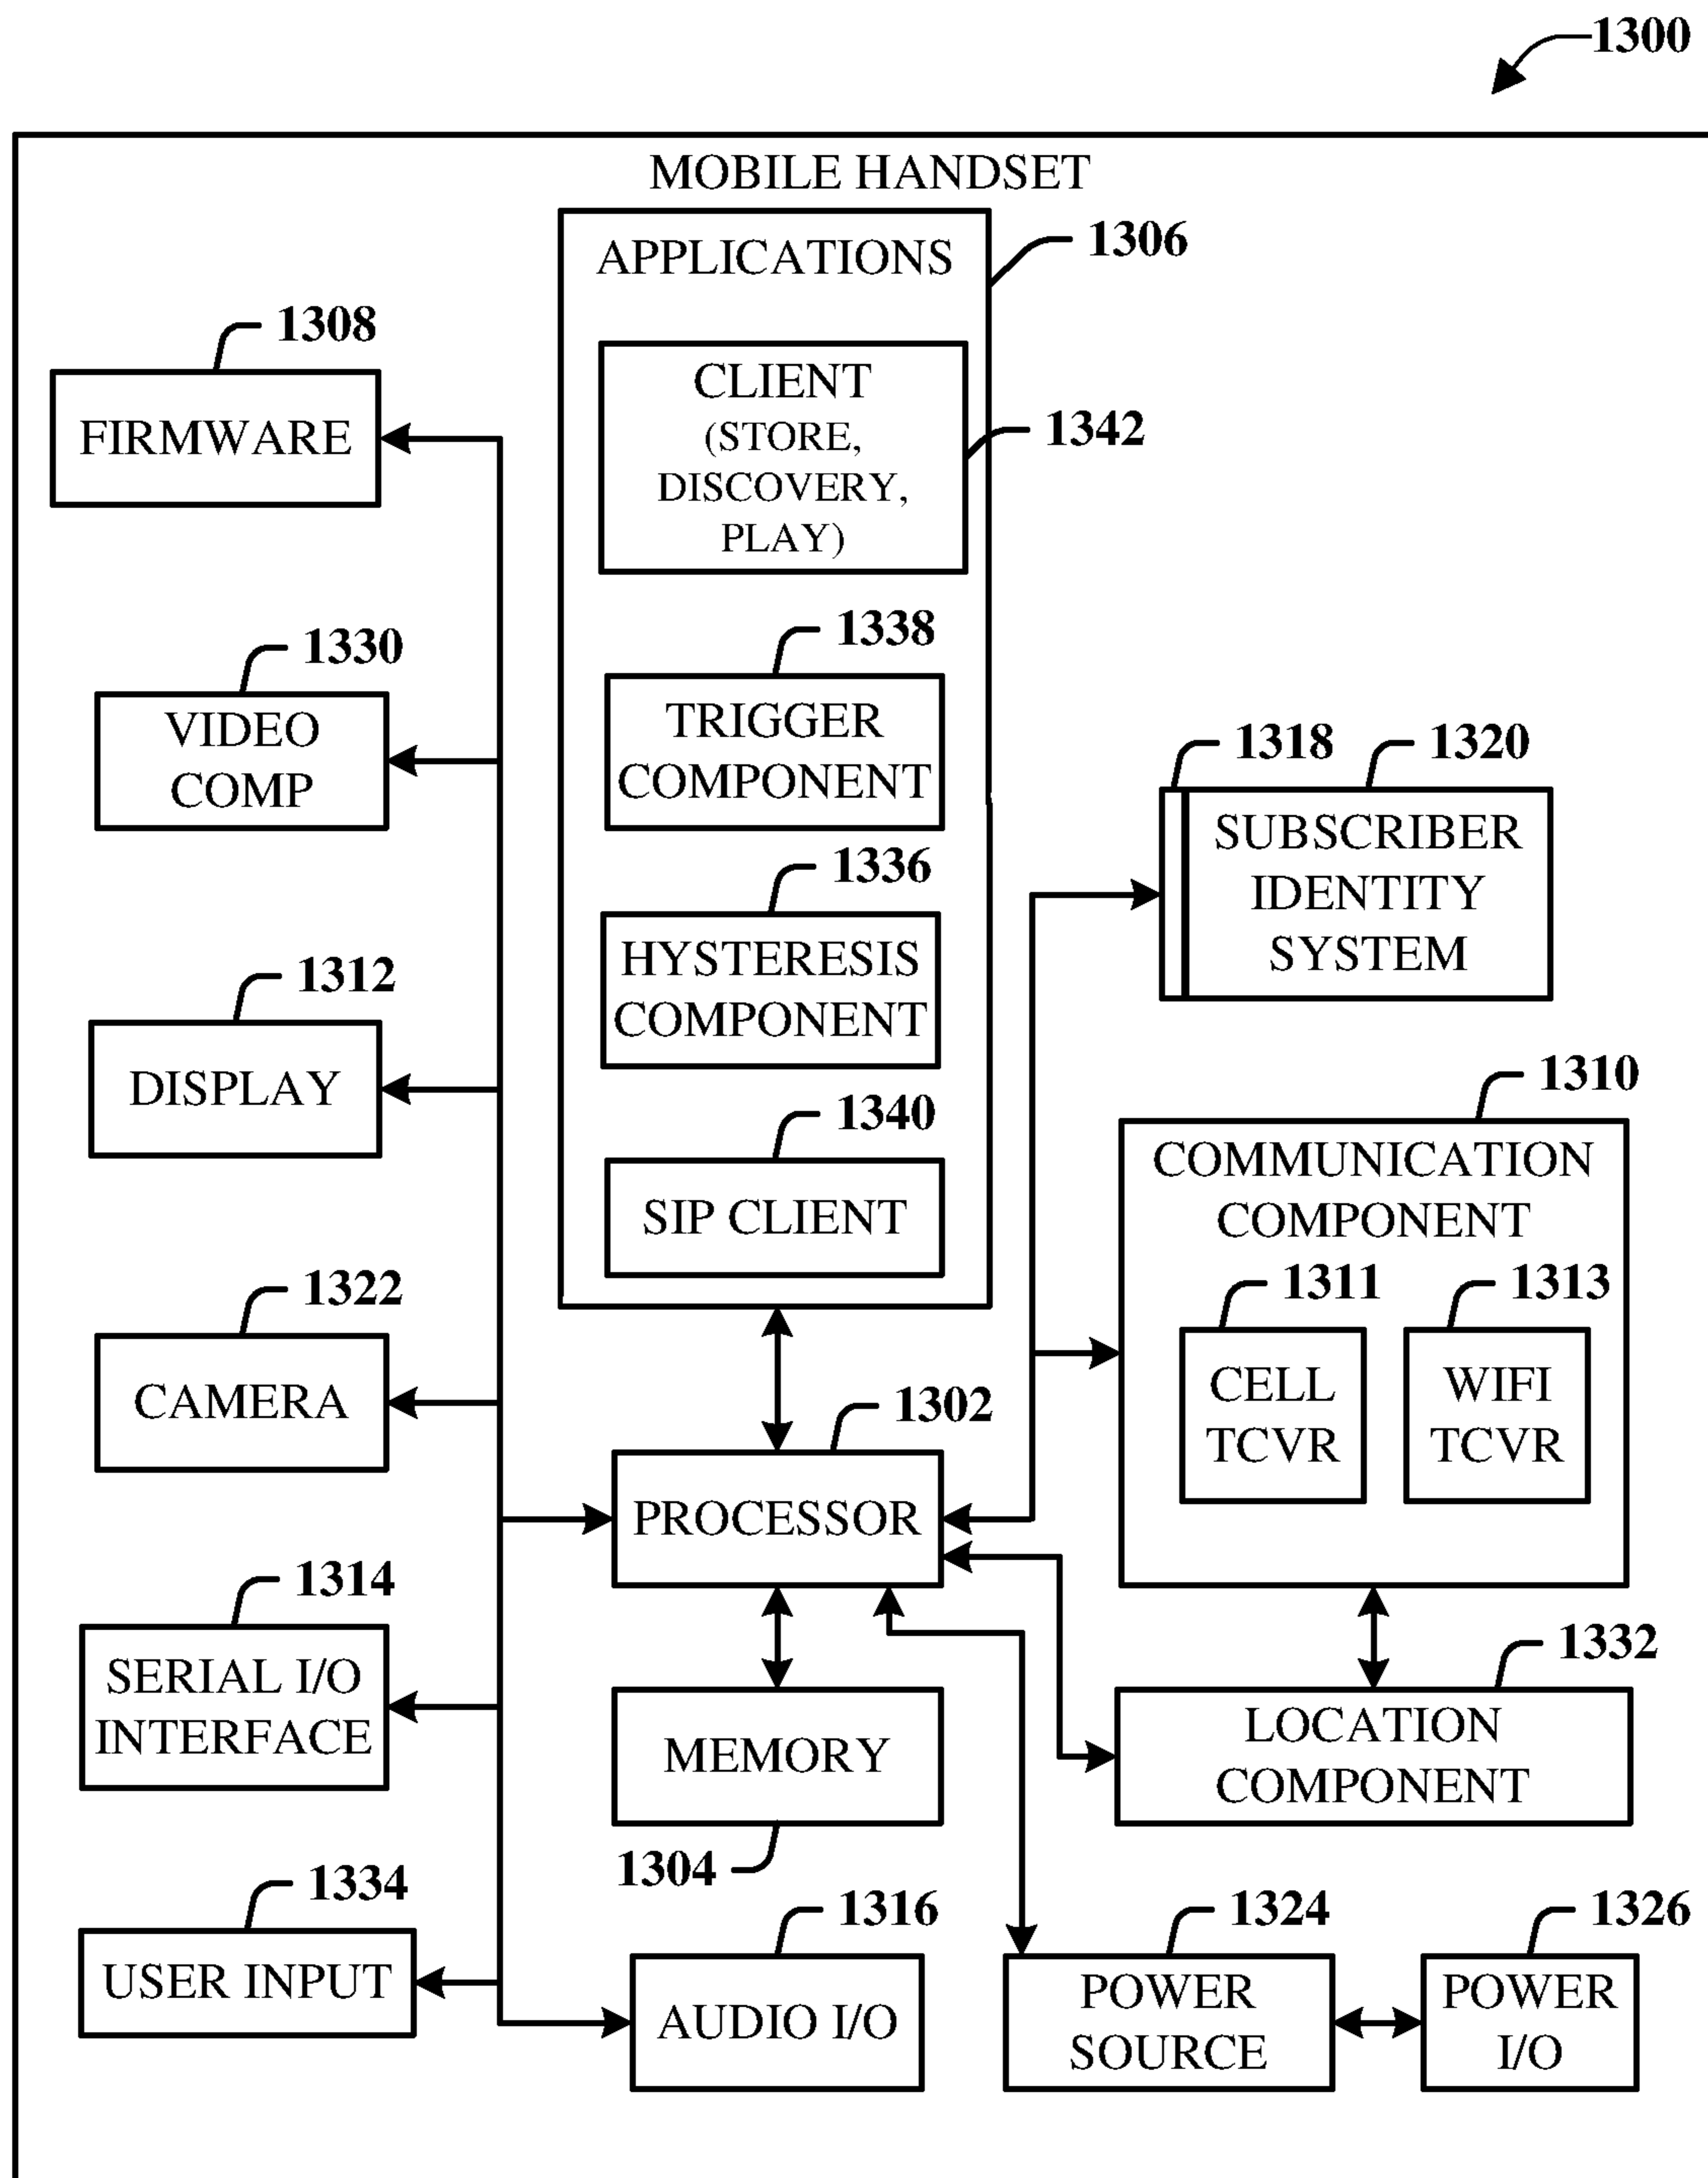 1300
MOBILE HANDSET
APPLICATIONS
1306
CLIENT
(STORE,
DISCOVERY,
PLAY)
1342
1308
FIRMWARE
1338
TRIGGER
COMPONENT
1330
VIDEO
COMP
1318
1320
SUBSCRIBER
IDENTITY
SYSTEM
1336
HYSTERESIS
COMPONENT
1312
DISPLAY
1340
SIP CLIENT
1310
COMMUNICATION
COMPONENT
1311
CELL
TCVR
1313
WIFI
TCVR
1322
CAMERA
1302
PROCESSOR
1314
SERIAL I/O
INTERFACE
MEMORY
1304
1332
LOCATION
COMPONENT
1334
USER INPUT
1316
AUDIO I/O
1324
POWER
SOURCE
1326
POWER
I/O